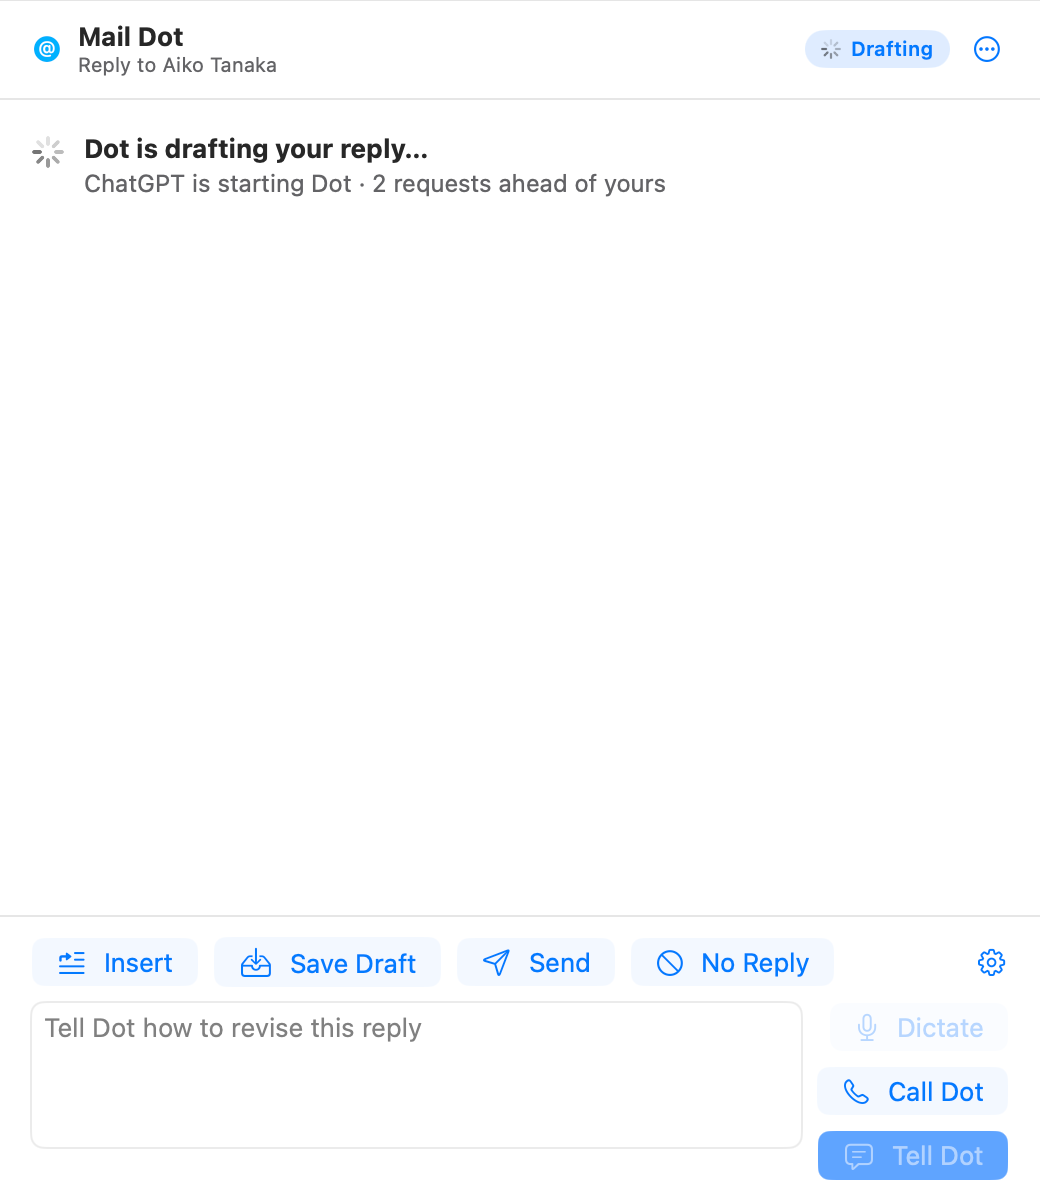 @
Mail Dot
Reply to Aiko Tanaka
Drafting
Dot is drafting your reply...
ChatGPT is starting Dot · 2 requests ahead of yours
Insert
Save Draft
Send
No Reply
Tell Dot how to revise this reply
Dictate
Call Dot
Tell Dot